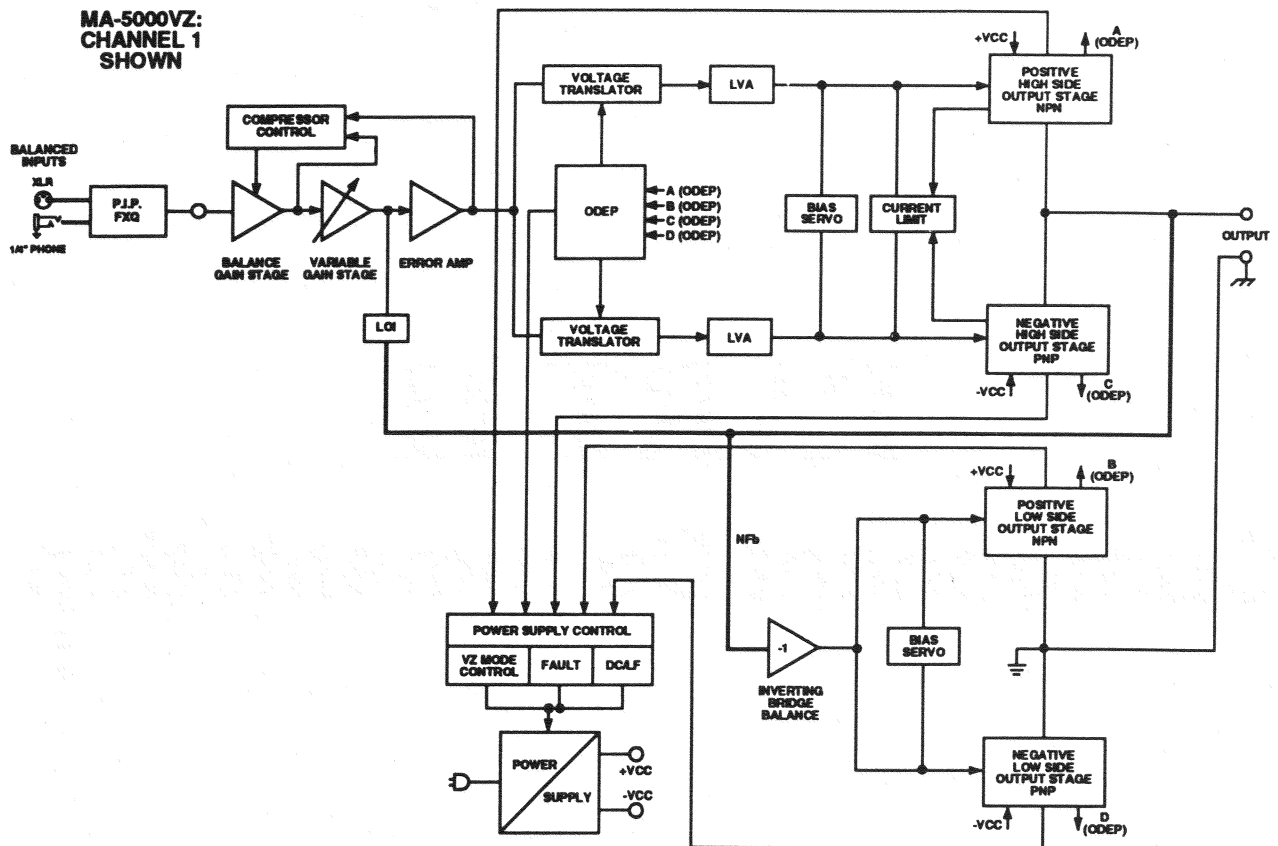 MA-5000VZ:
CHANNEL 1
SHOWN
BALANCED
INPUTS
XLR
1/4" PHONE
P.I.P.
FXQ
COMPRESSOR
CONTROL
BALANCE
GAIN STAGE
VARIABLE
GAIN STAGE
ERROR AMP
LOI
VOLTAGE
TRANSLATOR
LVA
ODEP
A (ODEP)
B (ODEP)
C (ODEP)
D (ODEP)
VOLTAGE
TRANSLATOR
LVA
BIAS
SERVO
CURRENT
LIMIT
+VCC
A
(ODEP)
POSITIVE
HIGH SIDE
OUTPUT STAGE
NPN
OUTPUT
NEGATIVE
HIGH SIDE
OUTPUT STAGE
PNP
-VCC
C
(ODEP)
+VCC
B
(ODEP)
POSITIVE
LOW SIDE
OUTPUT STAGE
NPN
NFb
-1
INVERTING
BRIDGE
BALANCE
BIAS
SERVO
NEGATIVE
LOW SIDE
OUTPUT STAGE
PNP
-VCC
D
(ODEP)
POWER SUPPLY CONTROL
VZ MODE
CONTROL
FAULT
DC/LF
POWER
SUPPLY
+VCC
-VCC